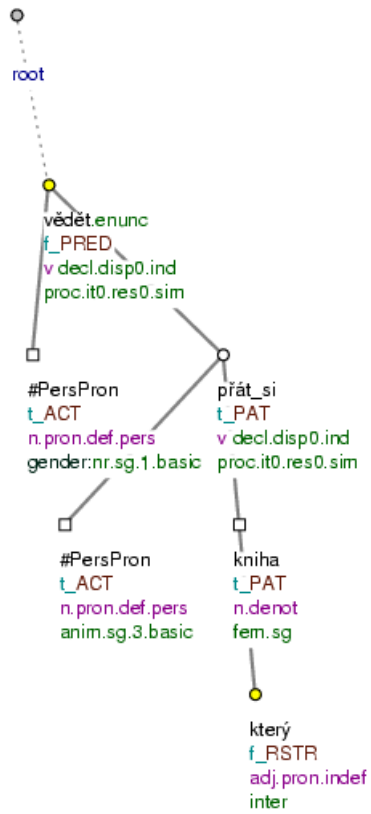 root
vědět.enunc
f_PRED
v decl.disp0.ind
proc.it0.res0.sim
#PersPron
t_ACT
n.pron.def.pers
gender:nr.sg.1.basic
přát_si
t_PAT
v decl.disp0.ind
proc.it0.res0.sim
#PersPron
t_ACT
n.pron.def.pers
anim.sg.3.basic
kniha
t_PAT
n.denot
fem.sg
který
f_RSTR
adj.pron.indef
inter